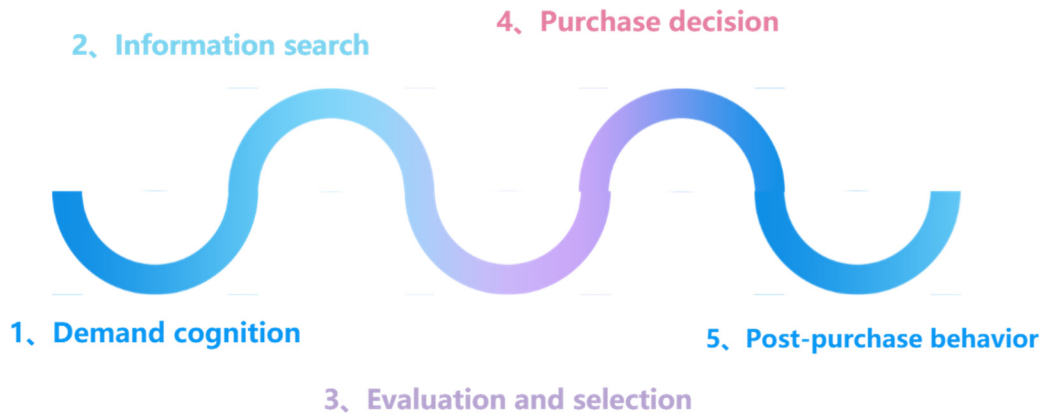 1、Demand cognition
2、Information search
3、Evaluation and selection
4、Purchase decision
5、Post-purchase behavior